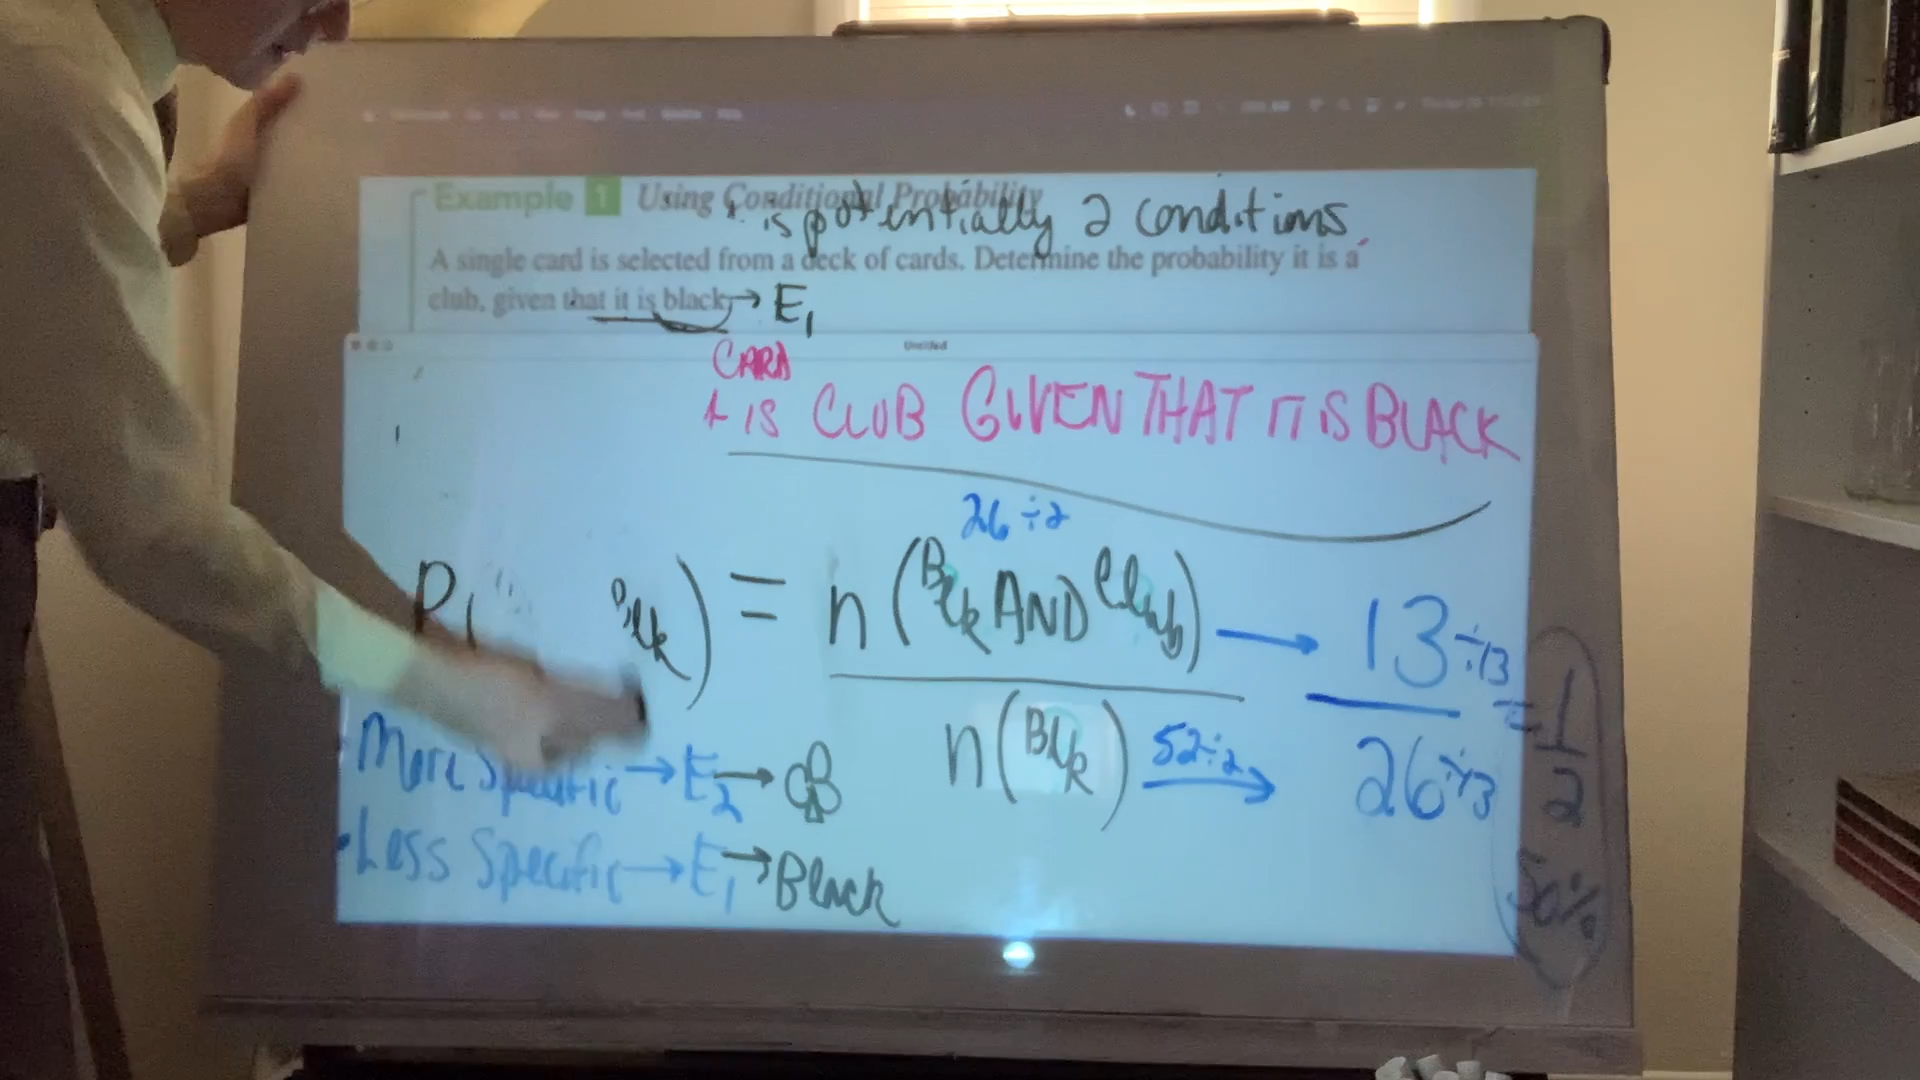 Example 1 Using Conditional Probability
is potentially 2 conditions
A single card is selected from a deck of cards. Determine the probability it is a
club, given that it is black. → E1
Untitled
CARD
IS CLUB GIVEN THAT IT IS BLACK
26 ÷ 2
P( Blk) = n(Blk AND Club) → 13 ÷13
n(Blk) 52÷2 → 26 ÷13
= 1/2
50%
More Specific → E2 → ♣
• Less Specific → E1 → Black